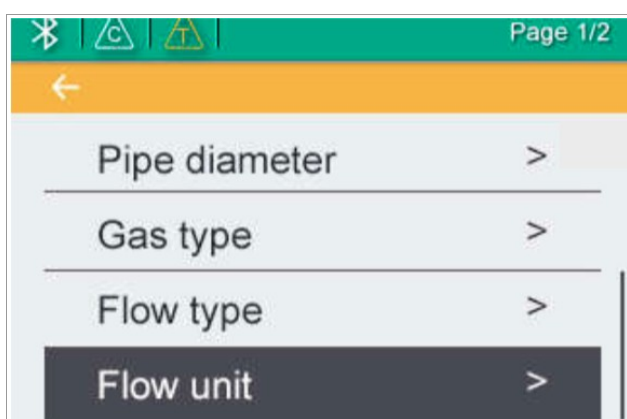 C T Page 1/2
Pipe diameter >
Gas type >
Flow type >
Flow unit >